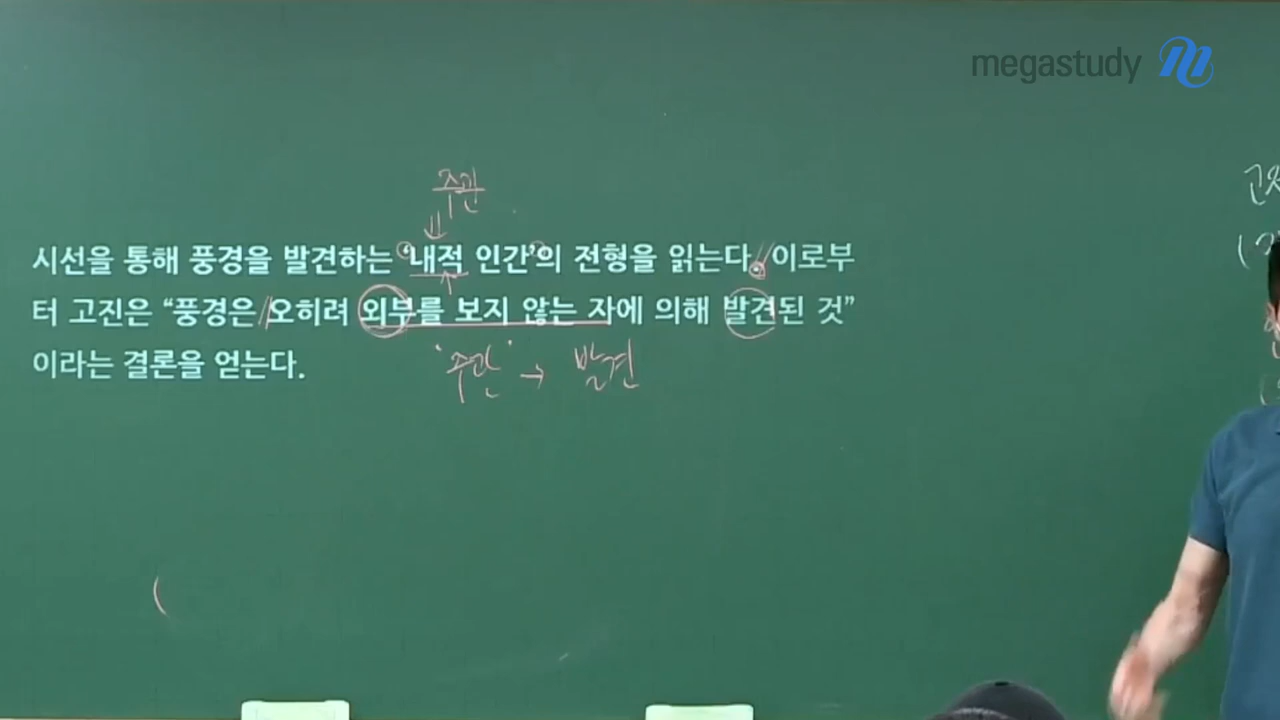 megastudy
주관
시선을 통해 풍경을 발견하는 ‘내적 인간’의 전형을 읽는다. 이로부
터 고진은 “풍경은 오히려 외부를 보지 않는 자에 의해 발견된 것”
이라는 결론을 얻는다.
‘주관’ → 발견
(